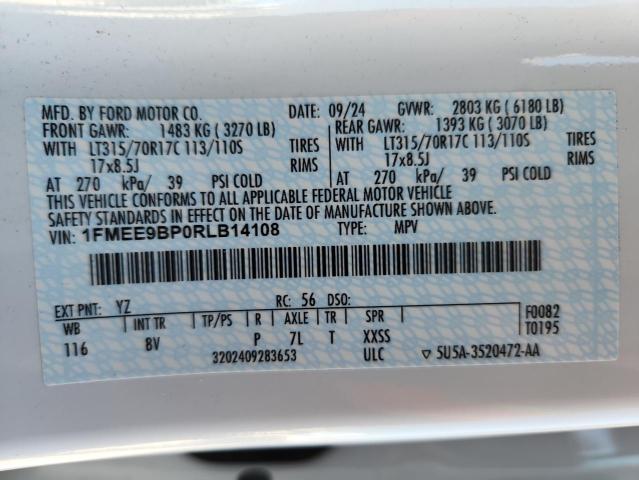 MFD. BY FORD MOTOR CO. DATE: 09/24 GVWR: 2803 KG ( 6180 LB)
FRONT GAWR: 1483 KG ( 3270 LB) REAR GAWR: 1393 KG ( 3070 LB)
WITH LT315/70R17C 113/110S TIRES WITH LT315/70R17C 113/110S TIRES
17x8.5J RIMS 17x8.5J RIMS
AT 270 kPa/ 39 PSI COLD AT 270 kPa/ 39 PSI COLD
THIS VEHICLE CONFORMS TO ALL APPLICABLE FEDERAL MOTOR VEHICLE
SAFETY STANDARDS IN EFFECT ON THE DATE OF MANUFACTURE SHOWN ABOVE.
VIN: 1FMEE9BP0RLB14108 TYPE: MPV
EXT PNT: YZ RC: 56 DSO: F0082
WB INT TR TP/PS R AXLE TR SPR T0195
116 8V P 7L T XXSS
3202409283653 ULC ▽ 5U5A-3520472-AA